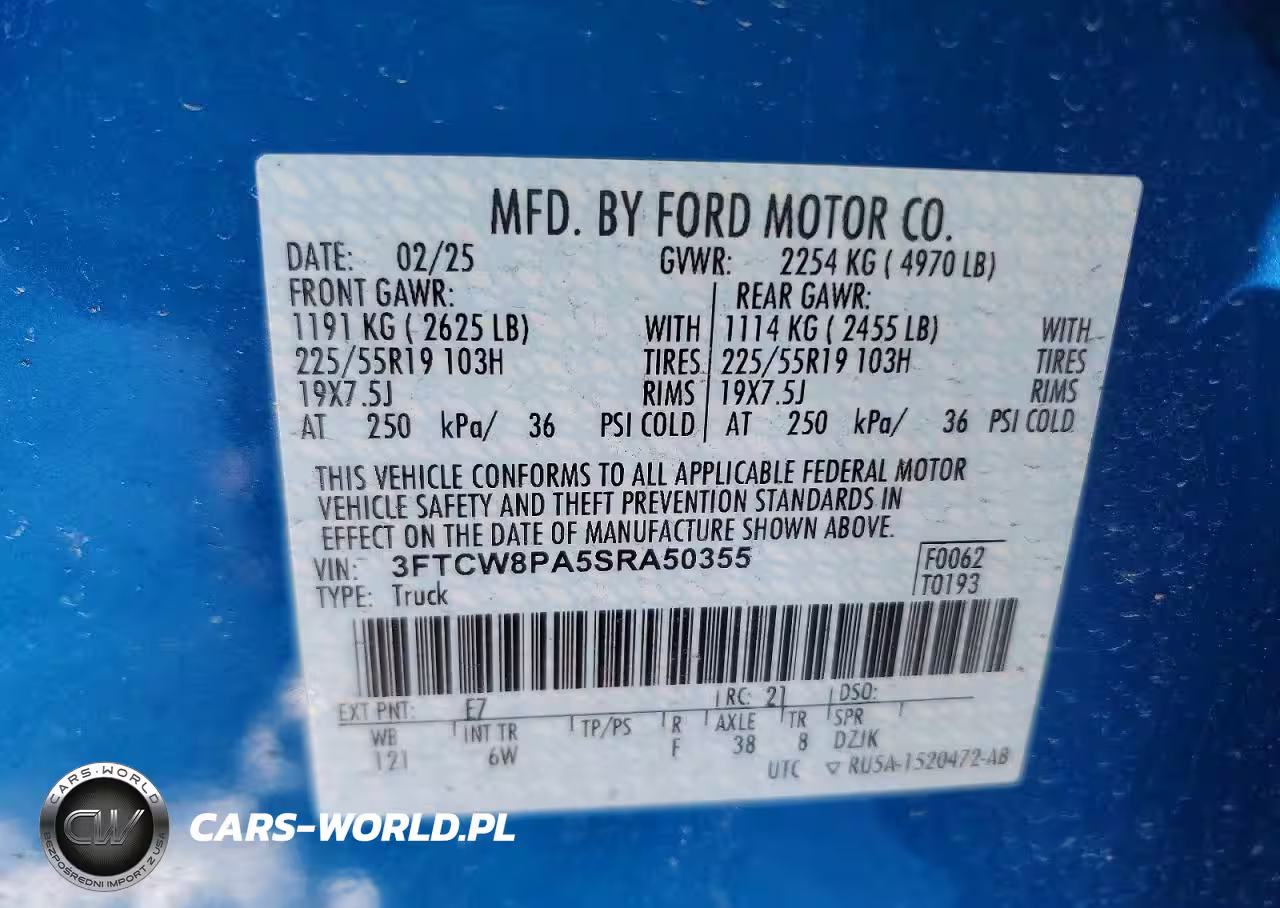 MFD. BY FORD MOTOR CO.
DATE: 02/25 GVWR: 2254 KG ( 4970 LB)
FRONT GAWR: REAR GAWR:
1191 KG ( 2625 LB) WITH 1114 KG ( 2455 LB) WITH
225/55R19 103H TIRES 225/55R19 103H TIRES
19X7.5J RIMS 19X7.5J RIMS
AT 250 kPa/ 36 PSI COLD AT 250 kPa/ 36 PSI COLD
THIS VEHICLE CONFORMS TO ALL APPLICABLE FEDERAL MOTOR
VEHICLE SAFETY AND THEFT PREVENTION STANDARDS IN
EFFECT ON THE DATE OF MANUFACTURE SHOWN ABOVE.
VIN: 3FTCW8PA5SRA50355 F0062
TYPE: Truck T0193
EXT PNT: E7 RC: 21 DSO:
WB INT TR TP/PS R AXLE TR SPR
121 6W F 38 8 DZJK
UTC ▽ RU5A-1520472-AB
CARS-WORLD
CW
BEZPOŚREDNI IMPORT Z USA
CARS-WORLD.PL